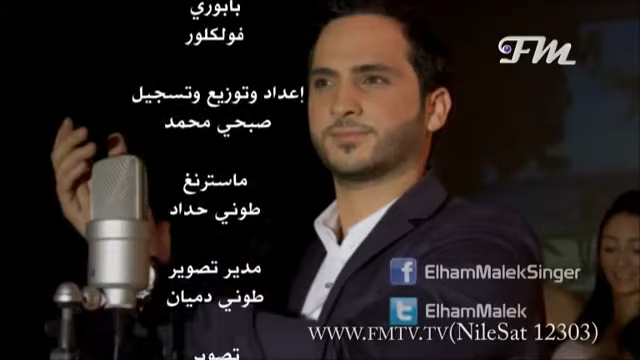 بابوري
فولكلور
إعداد وتوزيع وتسجيل
صبحي محمد
ماسترنغ
طوني حداد
مدير تصوير
طوني دميان
تصوير
FM
ElhamMalekSinger
ElhamMalek
WWW.FMTV.TV(NileSat 12303)